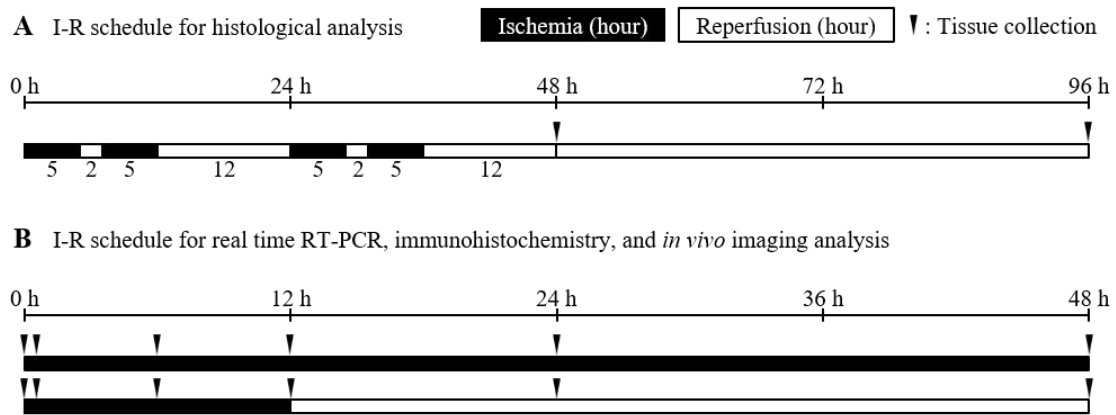 A I-R schedule for histological analysis Ischemia (hour) Reperfusion (hour) : Tissue collection
0 h 24 h 48 h 72 h 96 h
5 2 5 12 5 2 5 12
B I-R schedule for real time RT-PCR, immunohistochemistry, and in vivo imaging analysis
0 h 12 h 24 h 36 h 48 h